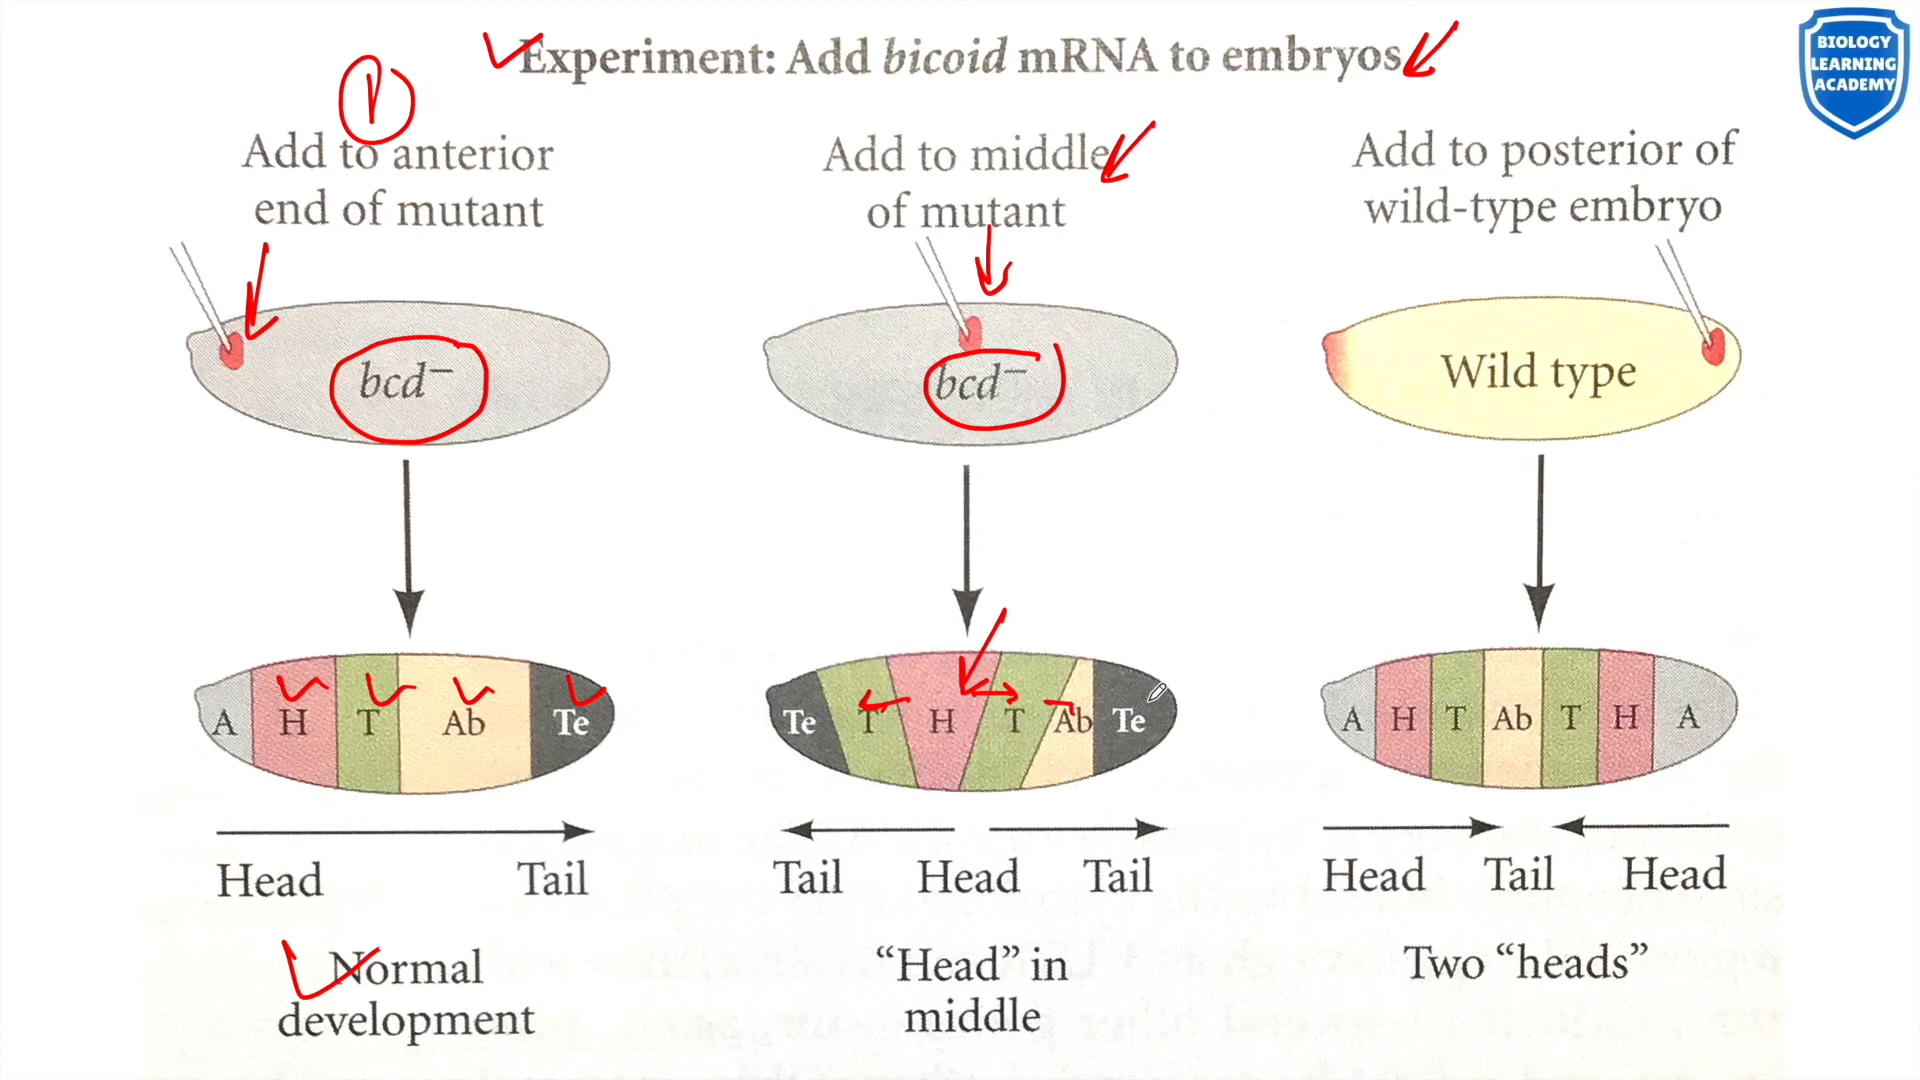 Experiment: Add bicoid mRNA to embryos
BIOLOGY
LEARNING
ACADEMY
1
Add to anterior
end of mutant
Add to middle
of mutant
Add to posterior of
wild-type embryo
bcd−
bcd−
Wild type
A H T Ab Te
Te T H T Ab Te
A H T Ab T H A
Head Tail
Tail Head Tail
Head Tail Head
Normal
development
“Head” in
middle
Two “heads”